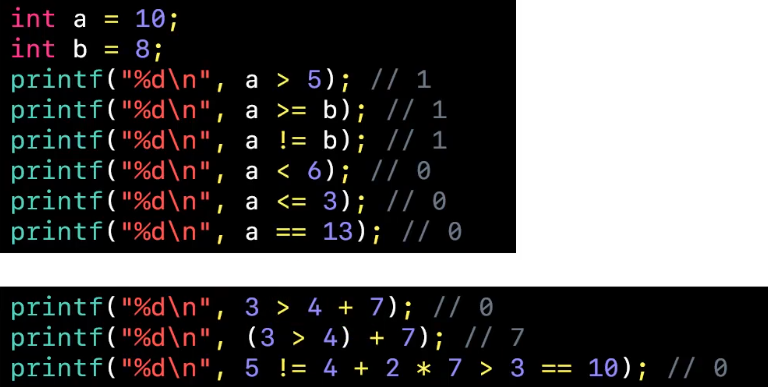 int a = 10;
int b = 8;
printf("%d\n", a > 5); // 1
printf("%d\n", a >= b); // 1
printf("%d\n", a != b); // 1
printf("%d\n", a < 6); // 0
printf("%d\n", a <= 3); // 0
printf("%d\n", a == 13); // 0
printf("%d\n", 3 > 4 + 7); // 0
printf("%d\n", (3 > 4) + 7); // 7
printf("%d\n", 5 != 4 + 2 * 7 > 3 == 10); // 0